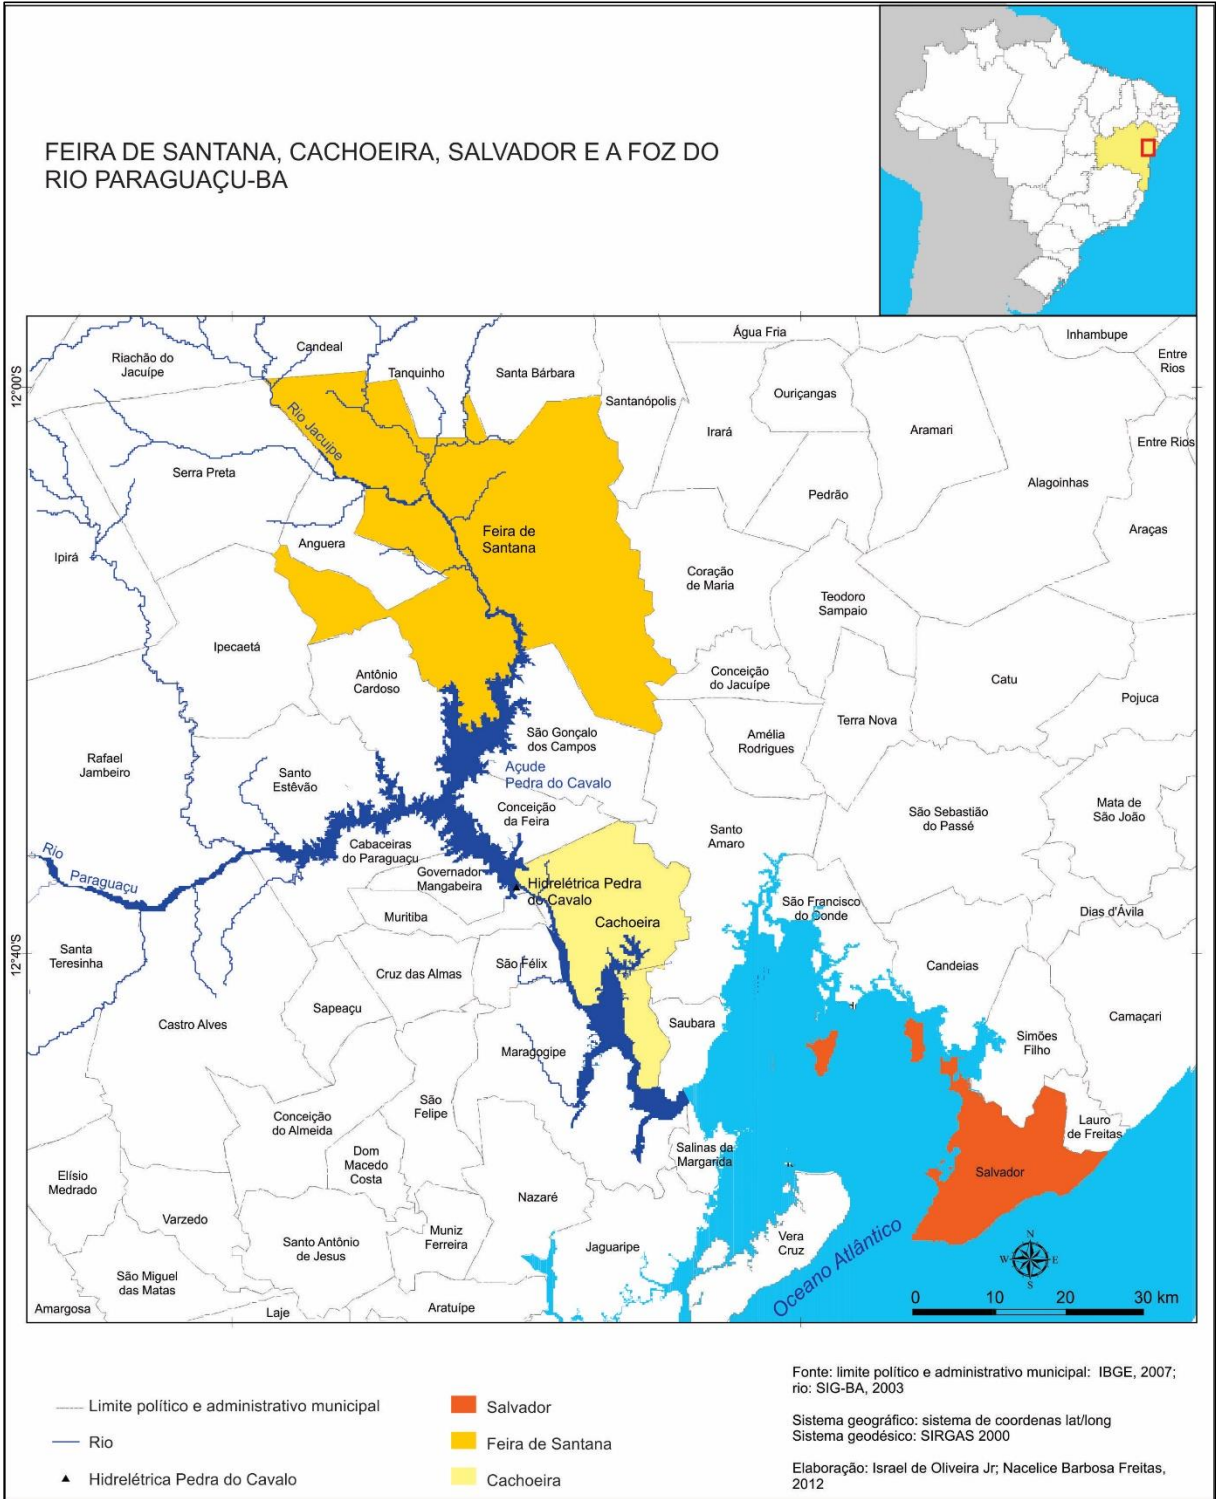 FEIRA DE SANTANA, CACHOEIRA, SALVADOR E A FOZ DO
RIO PARAGUAÇU-BA
12°00'S
12°40'S
Riachão do
Jacuípe
Candeal
Tanquinho
Santa Bárbara
Santanópolis
Água Fria
Inhambupe
Entre
Rios
Ouriçangas
Irará
Aramari
Entre Rios
Rio Jacuipe
Serra Preta
Pedrão
Alagoinhas
Araças
Feira de
Santana
Anguera
Ipirá
Coração
de Maria
Teodoro
Sampaio
Ipecaetá
Antônio
Cardoso
Conceição
do Jacuípe
Catu
Pojuca
Terra Nova
Amélia
Rodrigues
São Gonçalo
dos Campos
Rafael
Jambeiro
Santo
Estêvão
Açude
Pedra do Cavalo
Conceição
da Feira
Santo
Amaro
São Sebastião
do Passé
Mata de
São João
Rio
Paraguaçu
Cabaceiras
do Paraguaçu
Governador
Mangabeira
Hidrelétrica Pedra
do Cavalo
São Francisco
do Conde
Muritiba
Cachoeira
Dias d'Ávila
Santa
Teresinha
Cruz das Almas
São Félix
Candeias
Sapeaçu
Castro Alves
Saubara
Camaçari
Simões
Filho
Maragogipe
São
Felipe
Conceição
do Almeida
Lauro
de Freitas
Dom
Macedo
Costa
Salinas da
Margarida
Salvador
Elísio
Medrado
Nazaré
Varzedo
Santo Antônio
de Jesus
Muniz
Ferreira
Jaguaripe
Vera
Cruz
Oceano Atlântico
São Miguel
das Matas
Amargosa
Laje
Aratuípe
N
W E
S
0 10 20 30 km
Limite político e administrativo municipal
Rio
Hidrelétrica Pedra do Cavalo
Salvador
Feira de Santana
Cachoeira
Fonte: limite político e administrativo municipal: IBGE, 2007;
rio: SIG-BA, 2003
Sistema geográfico: sistema de coordenas lat/long
Sistema geodésico: SIRGAS 2000
Elaboração: Israel de Oliveira Jr; Nacelice Barbosa Freitas,
2012